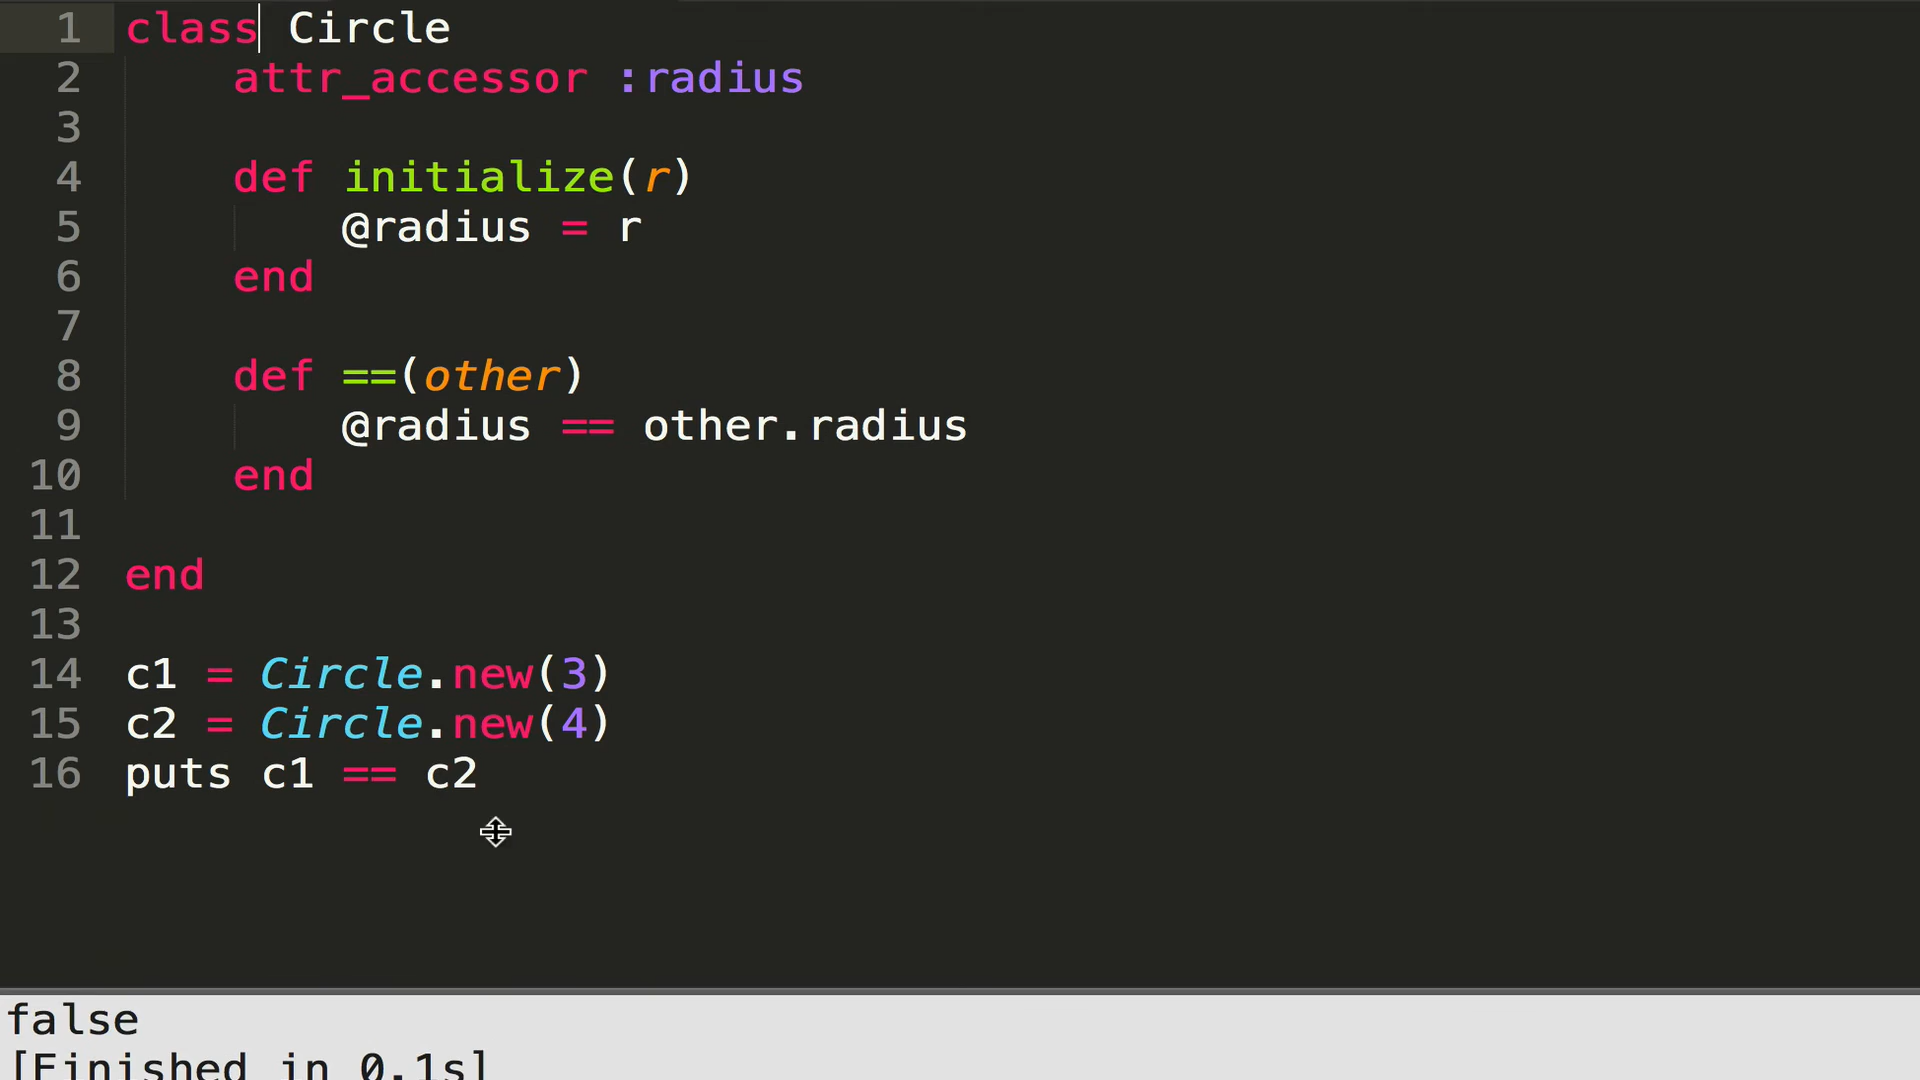 1 class Circle
2 attr_accessor :radius
3
4 def initialize(r)
5 @radius = r
6 end
7
8 def ==(other)
9 @radius == other.radius
10 end
11
12 end
13
14 c1 = Circle.new(3)
15 c2 = Circle.new(4)
16 puts c1 == c2
false
[Finished in 0.1s]